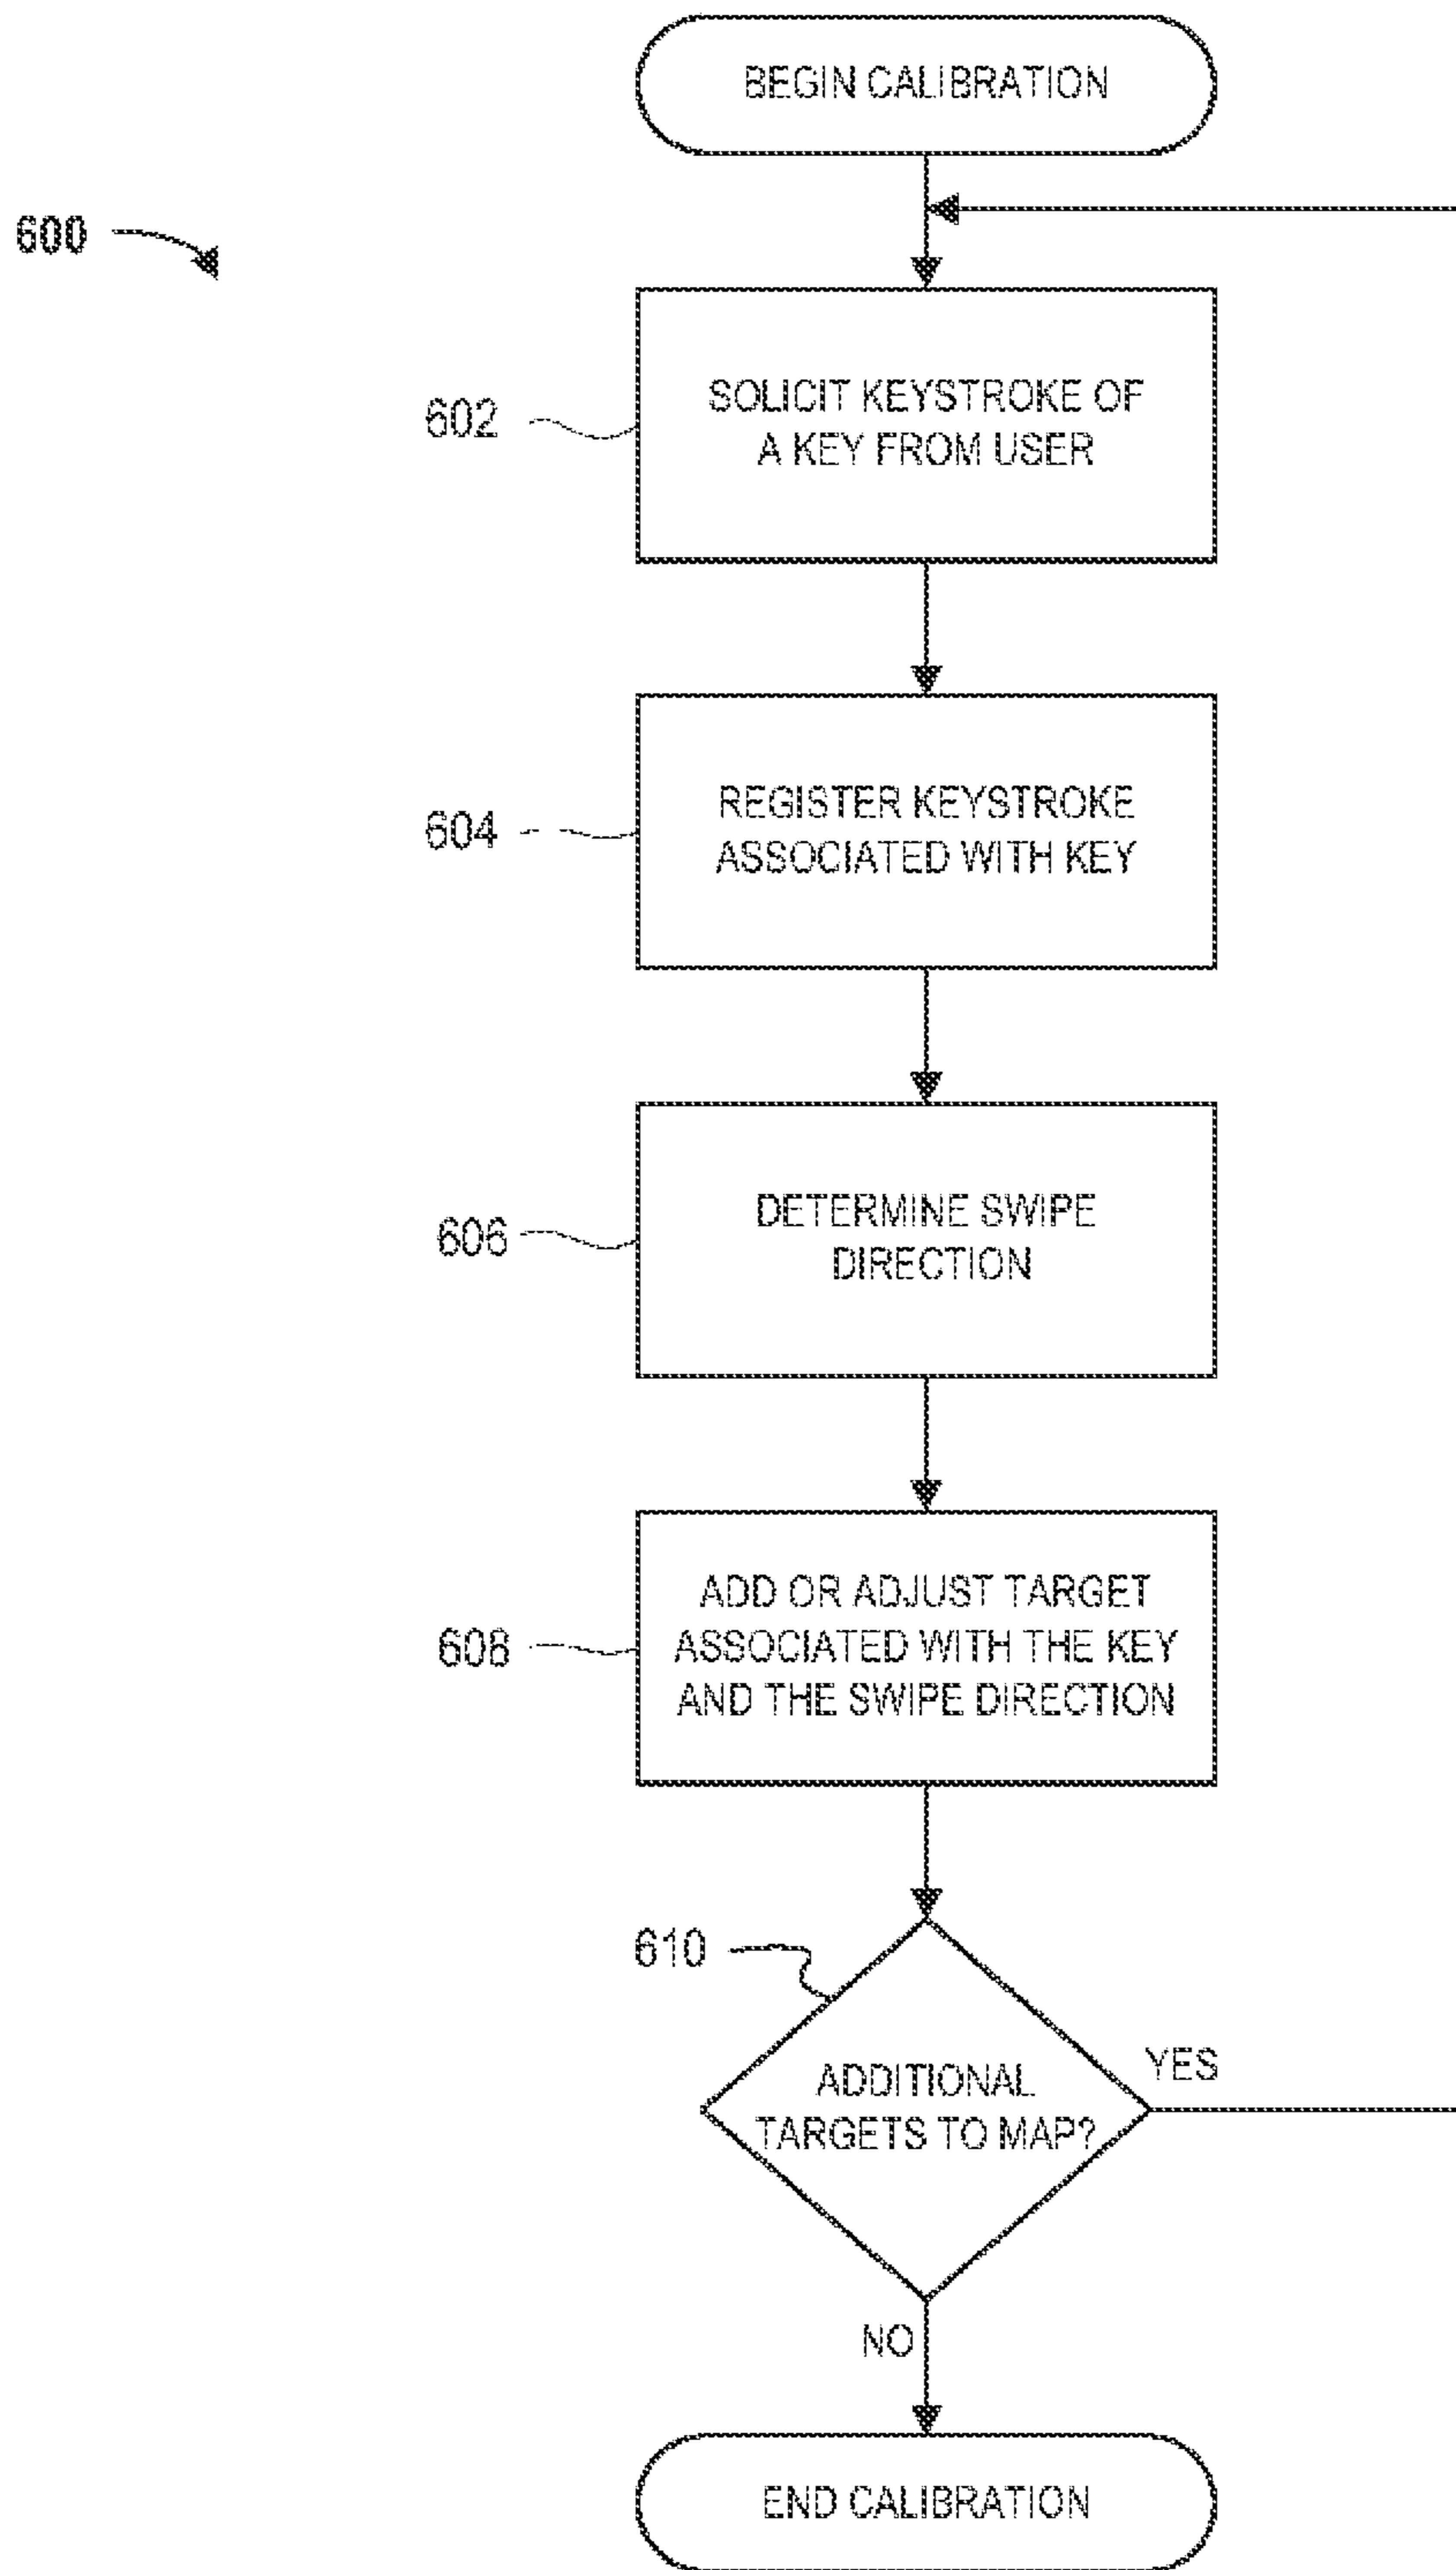 BEGIN CALIBRATION
600
602
SOLICIT KEYSTROKE OF
A KEY FROM USER
604
REGISTER KEYSTROKE
ASSOCIATED WITH KEY
606
DETERMINE SWIPE
DIRECTION
608
ADD OR ADJUST TARGET
ASSOCIATED WITH THE KEY
AND THE SWIPE DIRECTION
610
ADDITIONAL
TARGETS TO MAP?
YES
NO
END CALIBRATION